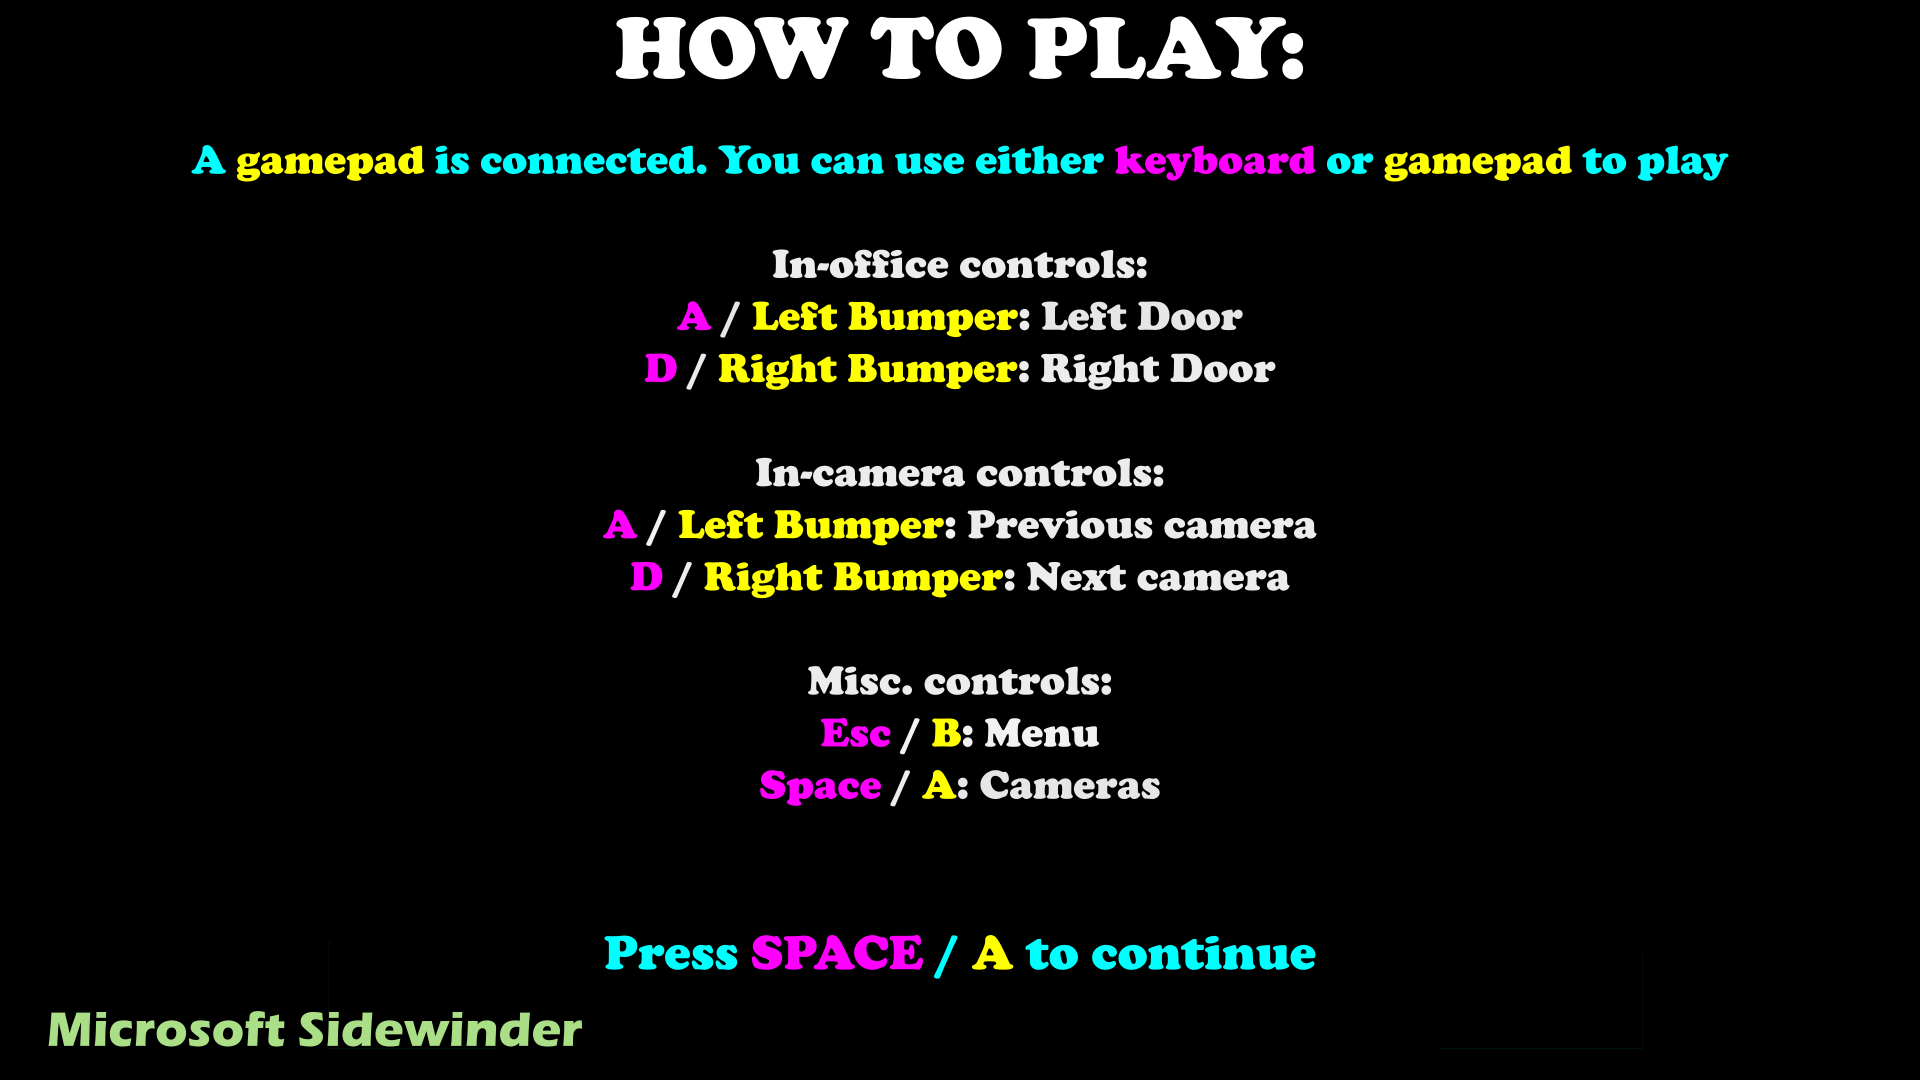 HOW TO PLAY:
A gamepad is connected. You can use either keyboard or gamepad to play
In-office controls:
A / Left Bumper: Left Door
D / Right Bumper: Right Door
In-camera controls:
A / Left Bumper: Previous camera
D / Right Bumper: Next camera
Misc. controls:
Esc / B: Menu
Space / A: Cameras
Press SPACE / A to continue
Microsoft Sidewinder